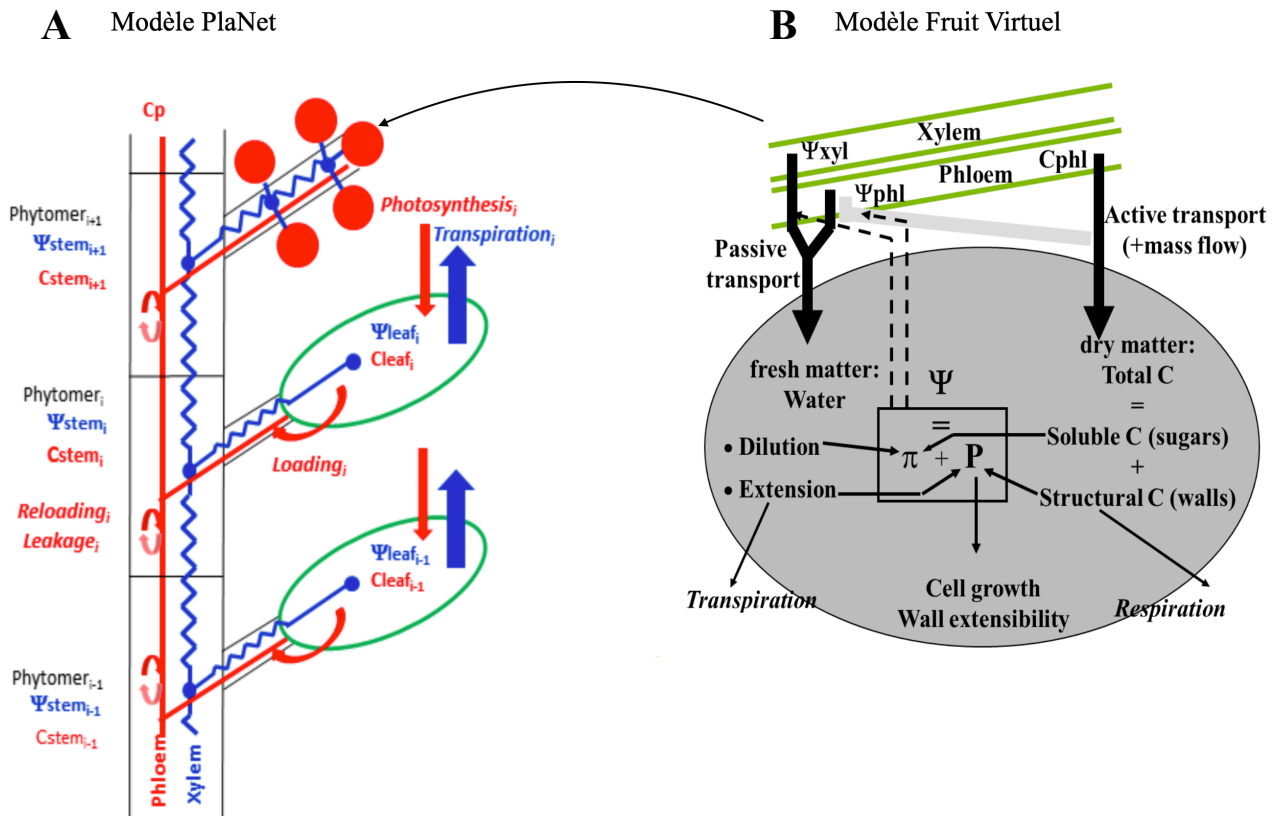 A Modèle PlaNet
Cp
Phytomeri+1
Ψstemi+1
Cstemi+1
Photosynthesisi
Transpirationi
Ψleafi
Cleafi
Phytomeri
Ψstemi
Cstemi
Loadingi
Reloadingi
Leakagei
Ψleafi-1
Cleafi-1
Phytomeri-1
Ψstemi-1
Cstemi-1
Phloem
Xylem
B Modèle Fruit Virtuel
Xylem
Ψxyl
Cphl
Phloem
Ψphl
Passive
transport
Active transport
(+mass flow)
fresh matter:
Water
dry matter:
Total C
=
Soluble C (sugars)
+
Structural C (walls)
Ψ
=
π + P
• Dilution
• Extension
Transpiration
Cell growth
Wall extensibility
Respiration